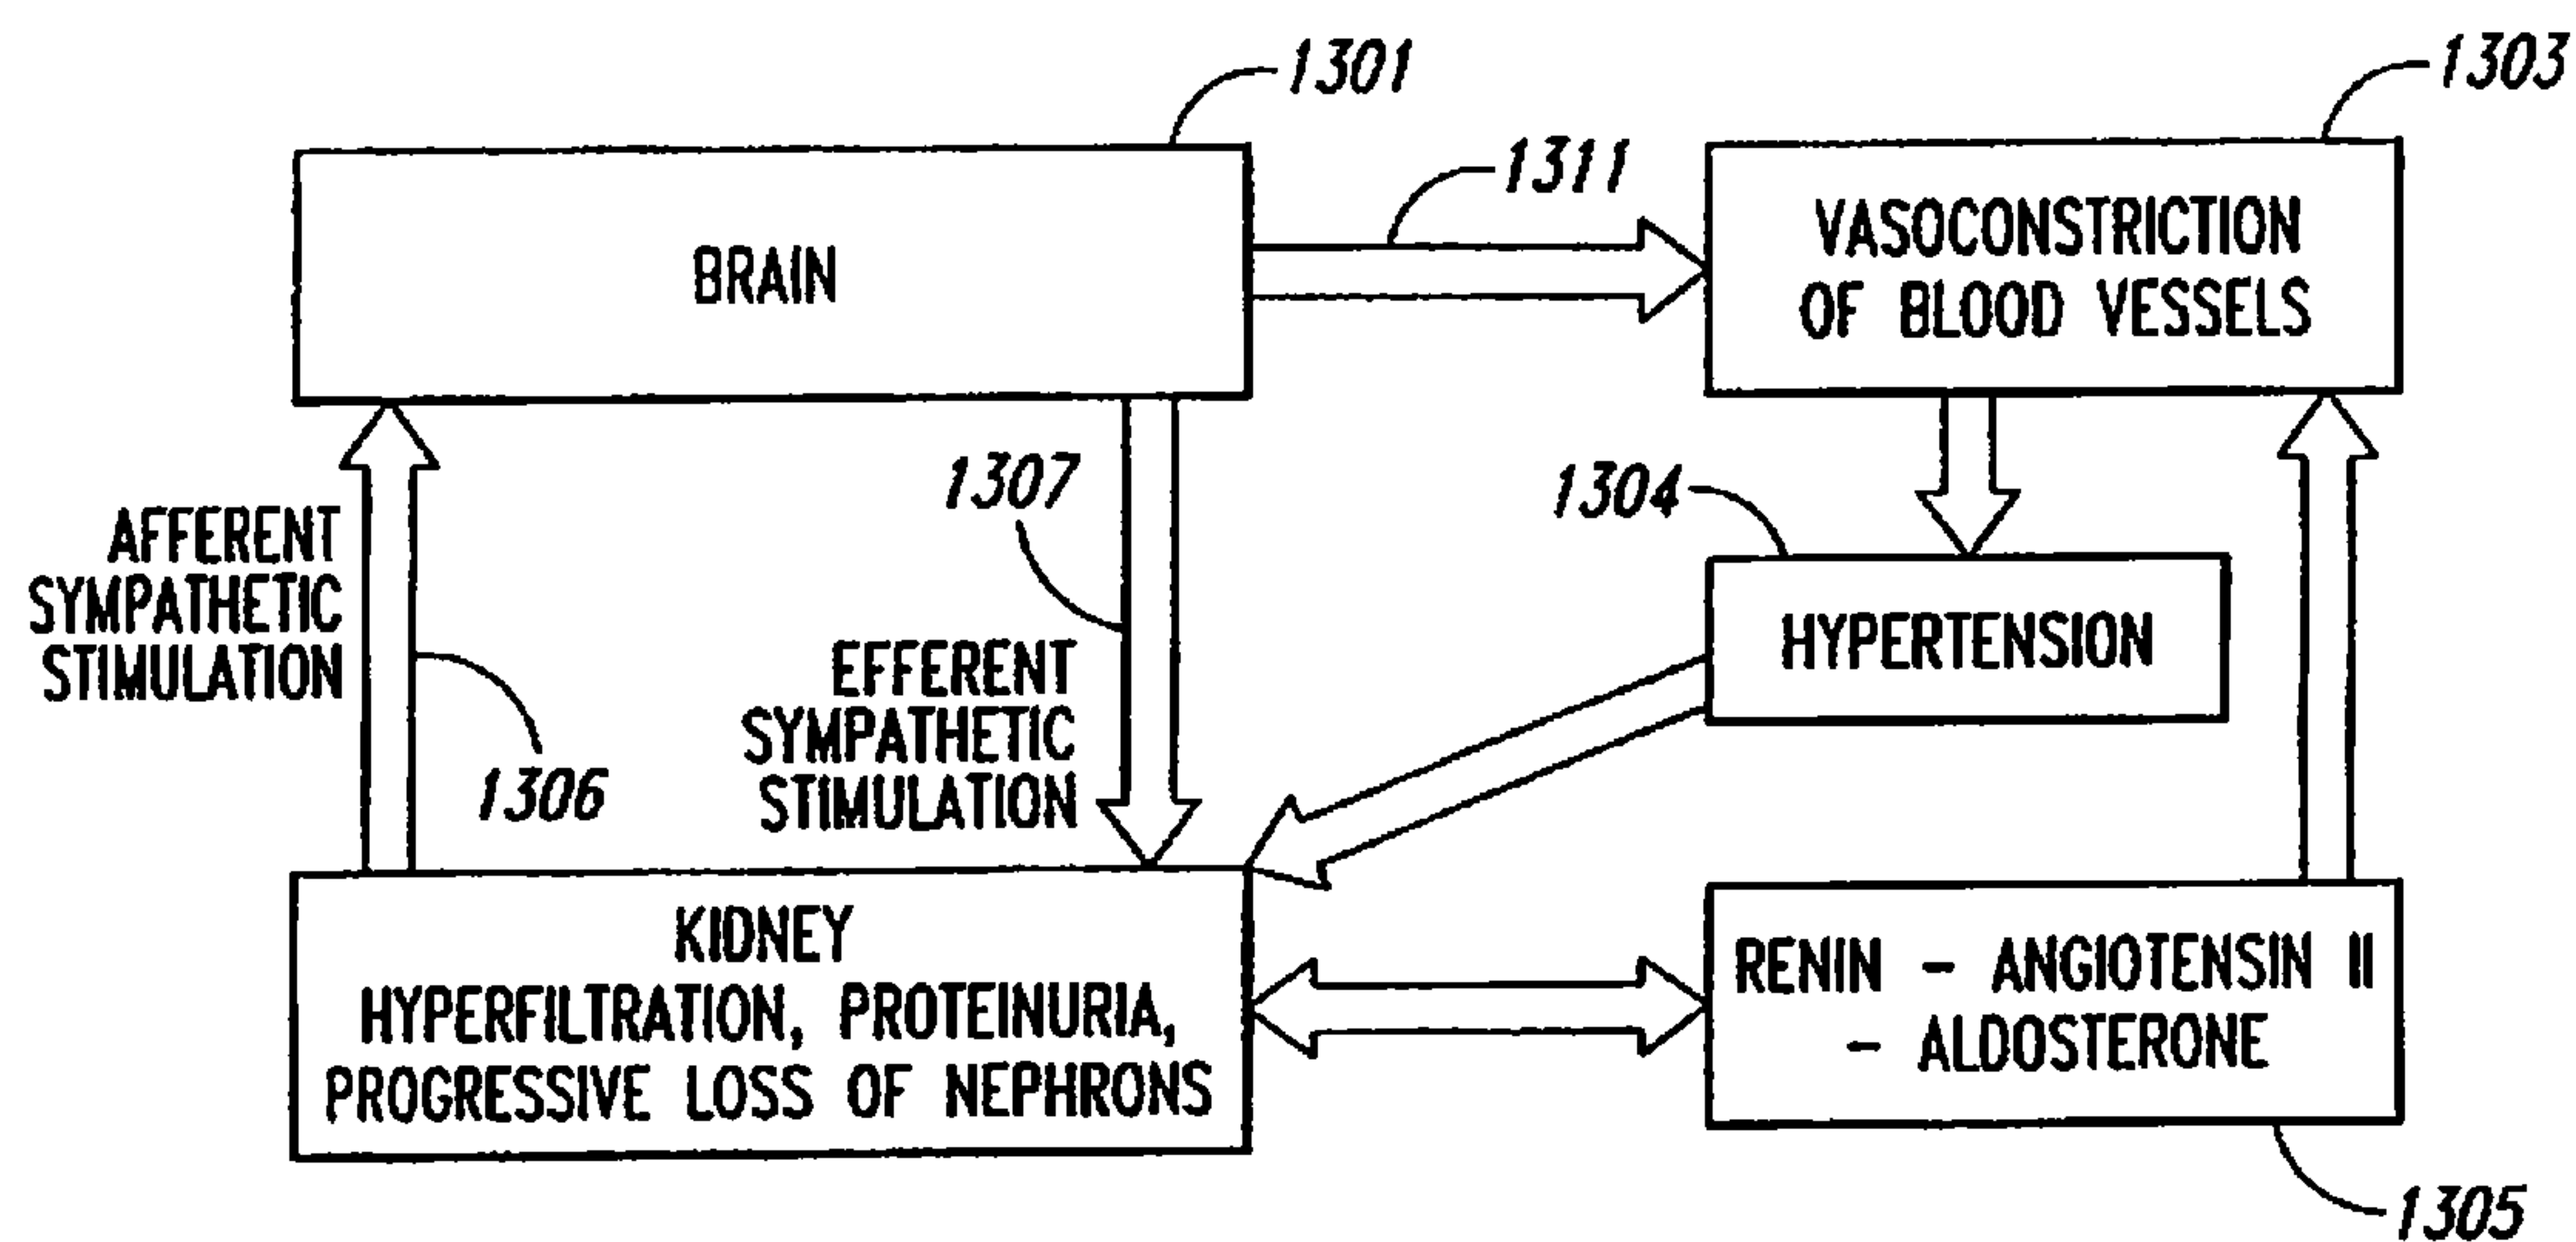 1301
1303
1311
BRAIN
VASOCONSTRICTION
OF BLOOD VESSELS
1307
1304
AFFERENT
SYMPATHETIC
STIMULATION
HYPERTENSION
EFFERENT
SYMPATHETIC
STIMULATION
1306
KIDNEY
HYPERFILTRATION, PROTEINURIA,
PROGRESSIVE LOSS OF NEPHRONS
RENIN - ANGIOTENSIN II
- ALDOSTERONE
1305